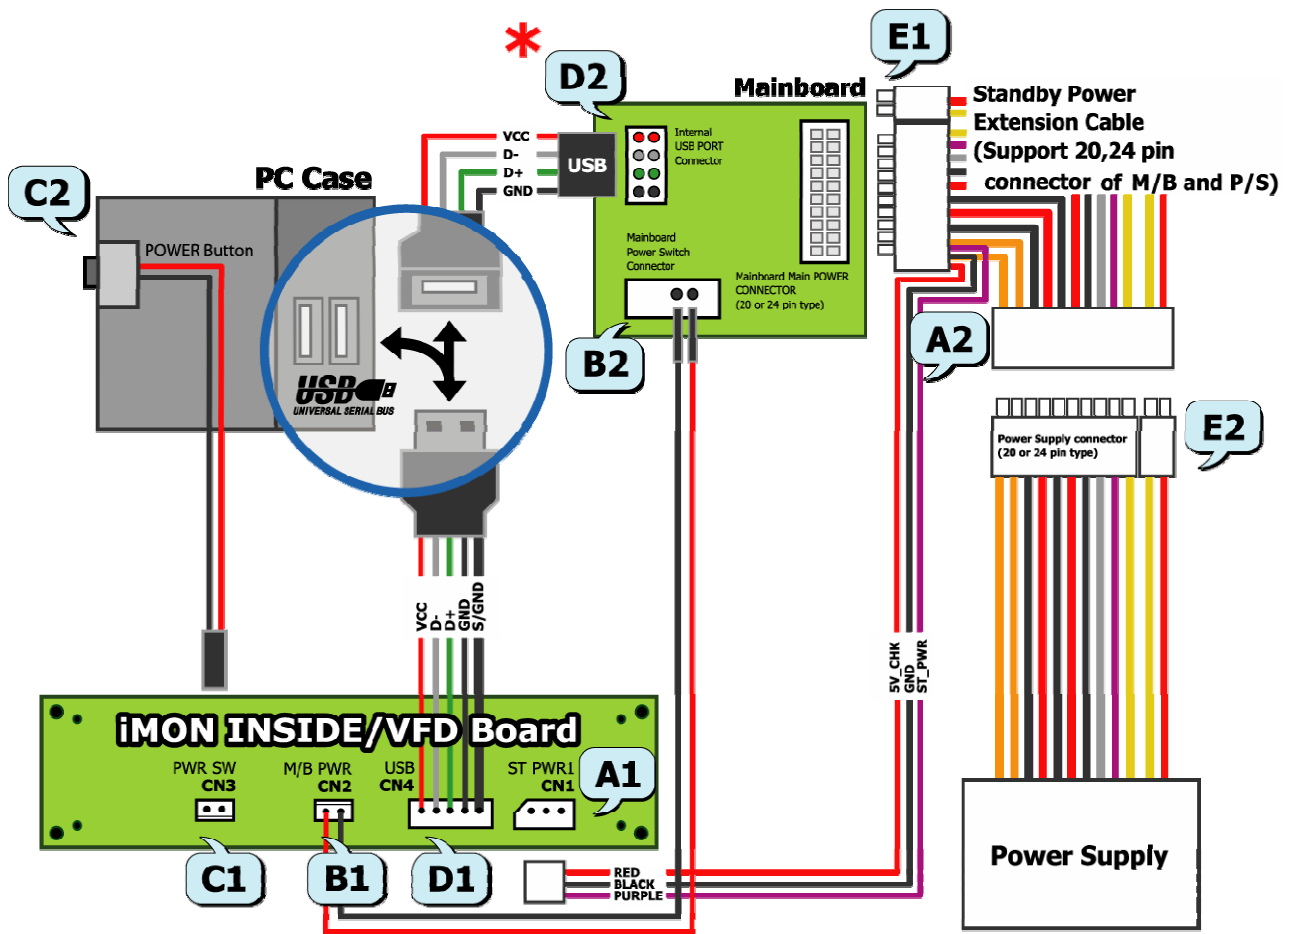 E1
*
D2
Mainboard
Standby Power
Extension Cable
(Support 20,24 pin
connector of M/B and P/S)
VCC
D-
D+
GND
USB
Internal
USB PORT
Connector
C2
PC Case
POWER Button
Mainboard
Power Switch
Connector
Mainboard Main POWER
CONNECTOR
(20 or 24 pin type)
A2
B2
USB
UNIVERSAL SERIAL BUS
Power Supply connector
(20 or 24 pin type)
E2
VCC
D-
D+
GND
S/GND
5V_CHK
GND
ST_PWR
iMON INSIDE/VFD Board
PWR SW
CN3
M/B PWR
CN2
USB
CN4
ST PWR1
CN1
A1
C1
B1
D1
RED
BLACK
PURPLE
Power Supply